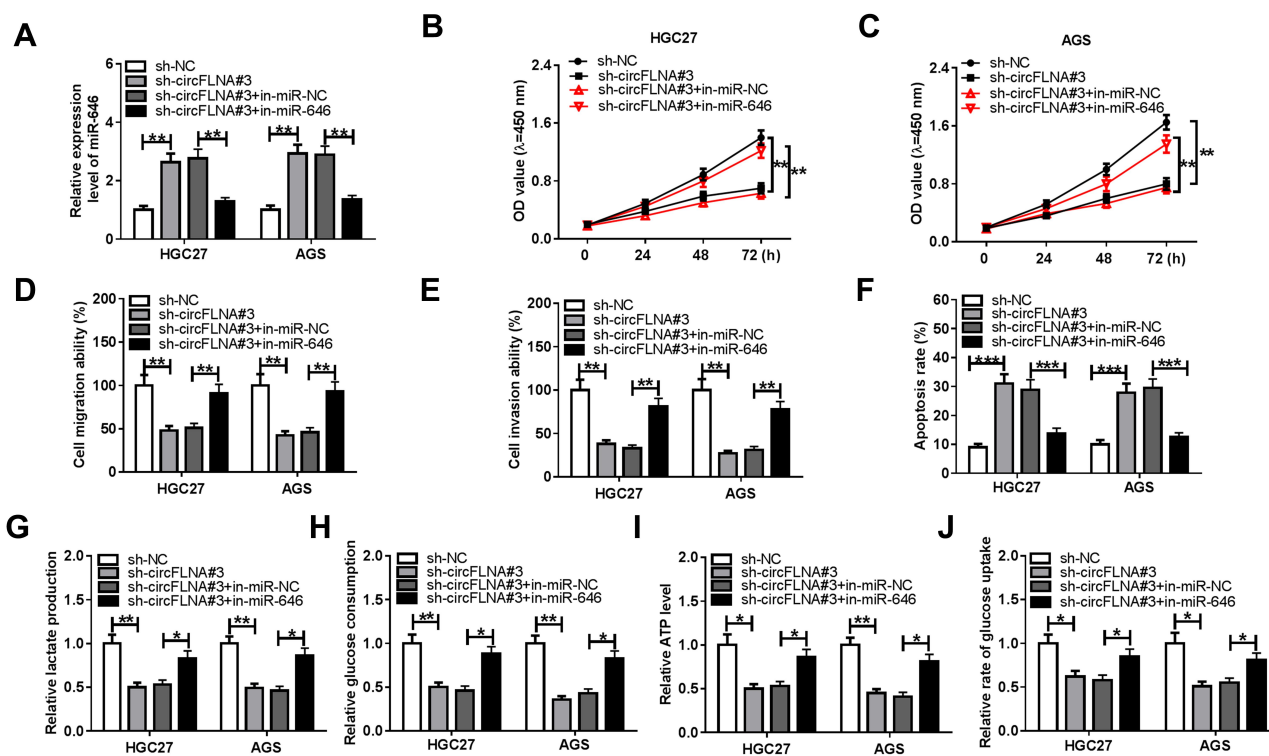 A
Relative expression
level of miR-646
6
4
2
0
sh-NC
sh-circFLNA#3
sh-circFLNA#3+in-miR-NC
sh-circFLNA#3+in-miR-646
** ** ** **
HGC27 AGS
B
HGC27
OD value (λ=450 nm)
2.4
1.6
0.8
0.0
sh-NC
sh-circFLNA#3
sh-circFLNA#3+in-miR-NC
sh-circFLNA#3+in-miR-646
** **
0 24 48 72 (h)
C
AGS
OD value (λ=450 nm)
2.4
1.6
0.8
0.0
sh-NC
sh-circFLNA#3
sh-circFLNA#3+in-miR-NC
sh-circFLNA#3+in-miR-646
** **
0 24 48 72 (h)
D
Cell migration ability (%)
200
150
100
50
0
sh-NC
sh-circFLNA#3
sh-circFLNA#3+in-miR-NC
sh-circFLNA#3+in-miR-646
** ** ** **
HGC27 AGS
E
Cell invasion ability (%)
200
150
100
50
0
sh-NC
sh-circFLNA#3
sh-circFLNA#3+in-miR-NC
sh-circFLNA#3+in-miR-646
** ** ** **
HGC27 AGS
F
Apoptosis rate (%)
60
50
40
30
20
10
0
sh-NC
sh-circFLNA#3
sh-circFLNA#3+in-miR-NC
sh-circFLNA#3+in-miR-646
*** *** *** ***
HGC27 AGS
G
Relative lactate production
2.0
1.5
1.0
0.5
0.0
sh-NC
sh-circFLNA#3
sh-circFLNA#3+in-miR-NC
sh-circFLNA#3+in-miR-646
** * ** *
HGC27 AGS
H
Relative glucose consumption
2.0
1.5
1.0
0.5
0.0
sh-NC
sh-circFLNA#3
sh-circFLNA#3+in-miR-NC
sh-circFLNA#3+in-miR-646
** * ** *
HGC27 AGS
I
Relative ATP level
2.0
1.5
1.0
0.5
0.0
sh-NC
sh-circFLNA#3
sh-circFLNA#3+in-miR-NC
sh-circFLNA#3+in-miR-646
* * ** *
HGC27 AGS
J
Relative rate of glucose uptake
2.0
1.5
1.0
0.5
0.0
sh-NC
sh-circFLNA#3
sh-circFLNA#3+in-miR-NC
sh-circFLNA#3+in-miR-646
* * * *
HGC27 AGS